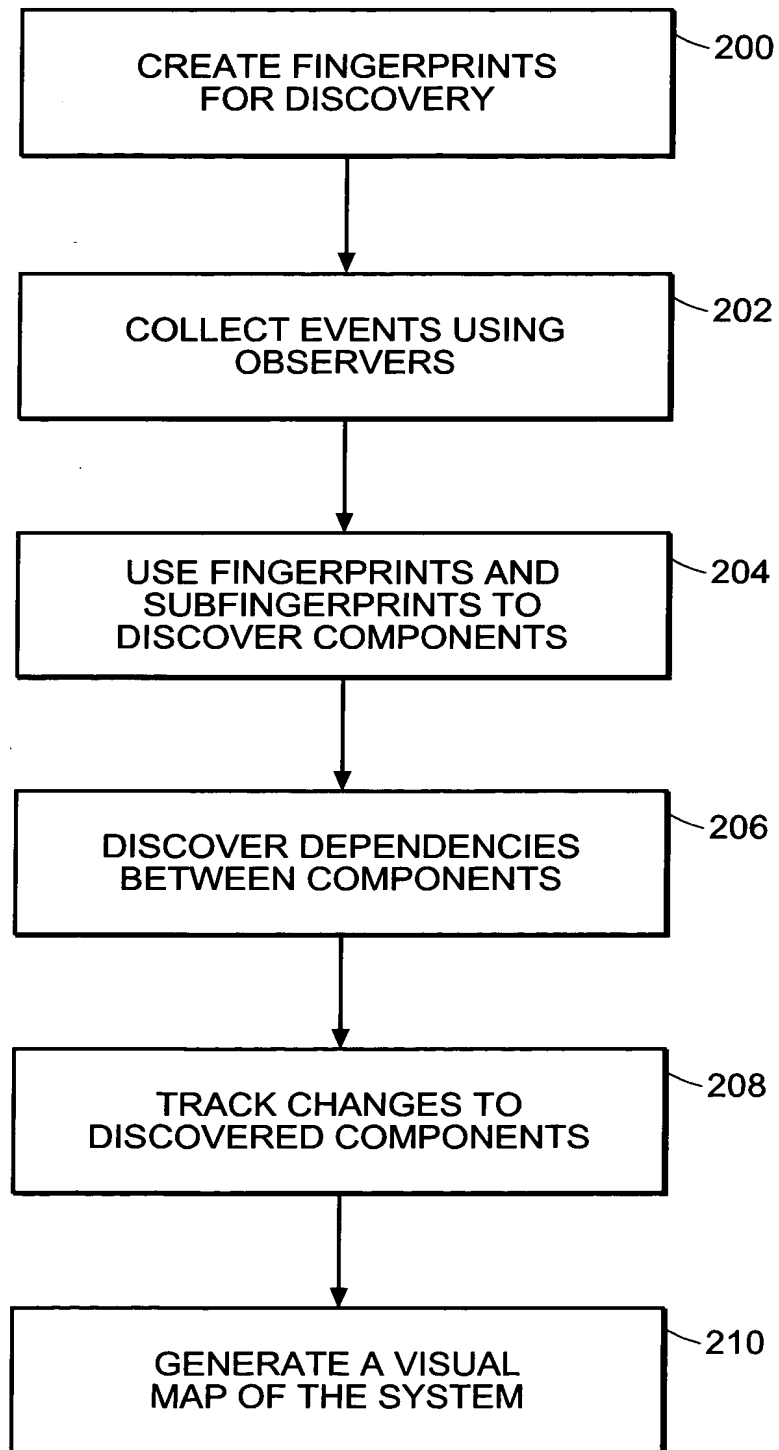 CREATE FINGERPRINTS
FOR DISCOVERY
200
COLLECT EVENTS USING
OBSERVERS
202
USE FINGERPRINTS AND
SUBFINGERPRINTS TO
DISCOVER COMPONENTS
204
DISCOVER DEPENDENCIES
BETWEEN COMPONENTS
206
TRACK CHANGES TO
DISCOVERED COMPONENTS
208
GENERATE A VISUAL
MAP OF THE SYSTEM
210